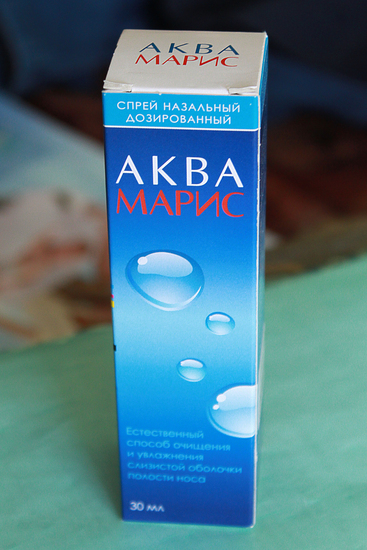 АКВА
МАРИС
СПРЕЙ НАЗАЛЬНЫЙ
ДОЗИРОВАННЫЙ
АКВА
МАРИС
Естественный
способ очищения
и увлажнения
слизистой оболочки
полости носа
30 мл